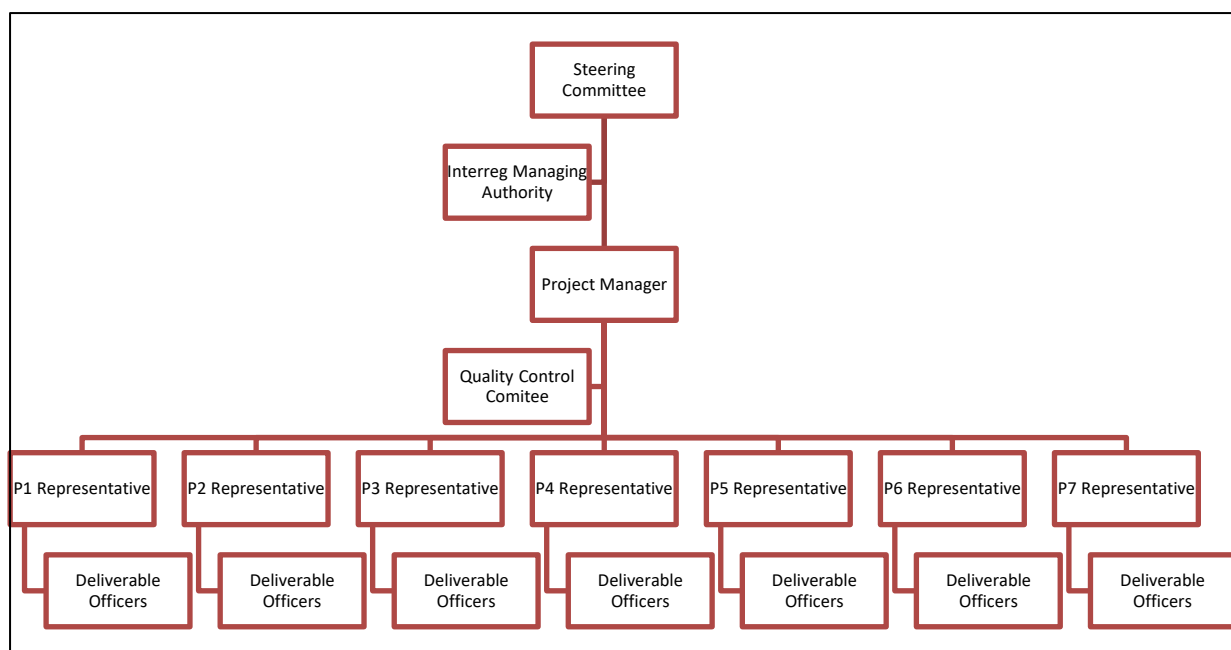 Steering
Committee
Interreg Managing
Authority
Project Manager
Quality Control
Comitee
P1 Representative
P2 Representative
P3 Representative
P4 Representative
P5 Representative
P6 Representative
P7 Representative
Deliverable
Officers
Deliverable
Officers
Deliverable
Officers
Deliverable
Officers
Deliverable
Officers
Deliverable
Officers
Deliverable
Officers